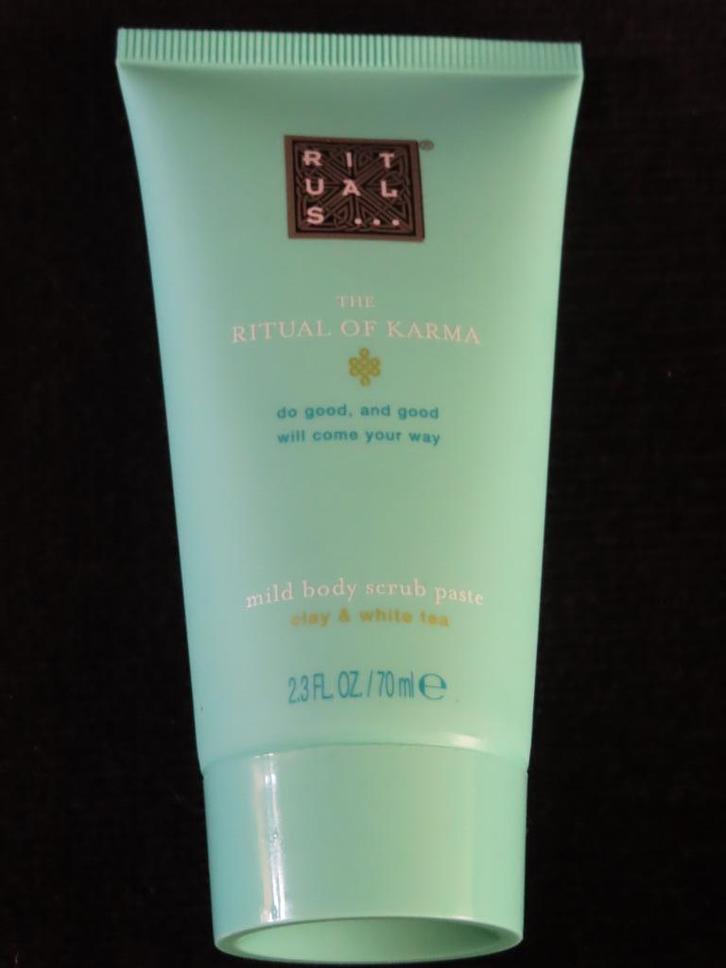 RIT
UAL
S...
®
THE
RITUAL OF KARMA
do good, and good
will come your way
mild body scrub paste
clay & white tea
2.3 FL. OZ. / 70 ml e